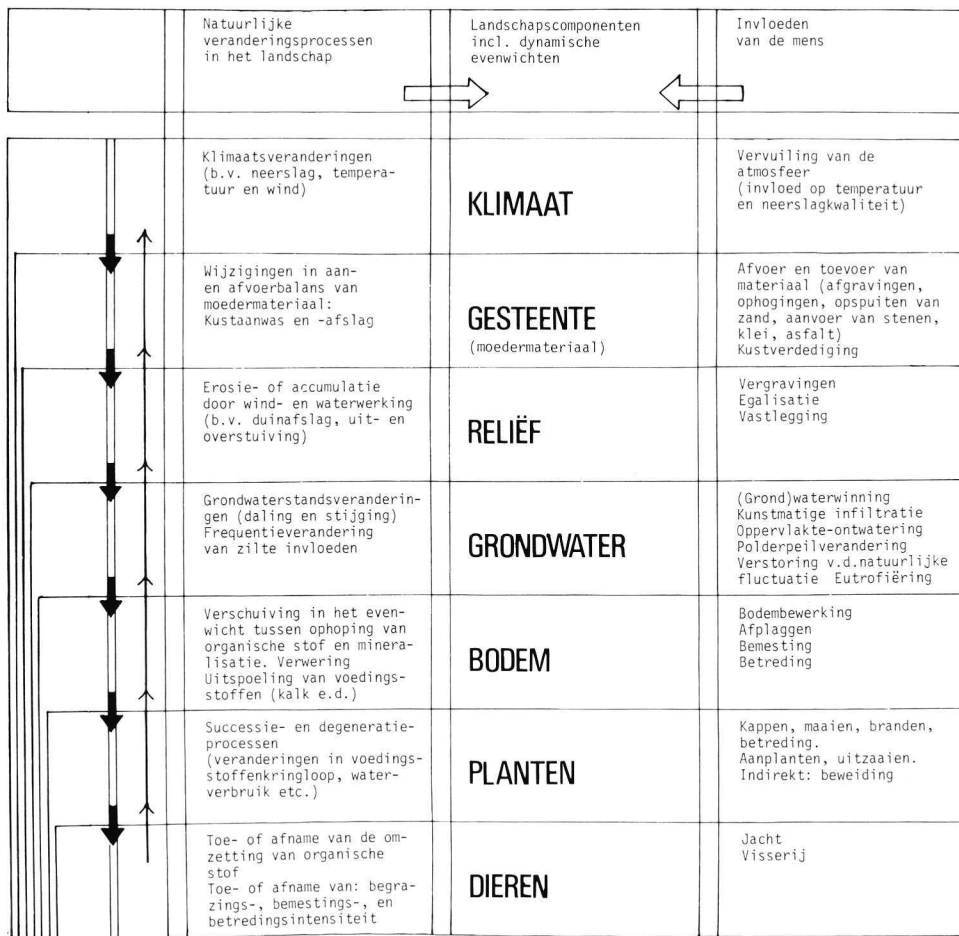 Natuurlijke
veranderingsprocessen
in het landschap
Landschapscomponenten
incl. dynamische
evenwichten
Invloeden
van de mens
Klimaatsveranderingen
(b.v. neerslag, tempera-
tuur en wind)
KLIMAAT
Vervuiling van de
atmosfeer
(invloed op temperatuur
en neerslagkwaliteit)
Wijzigingen in aan-
en afvoerbalans van
moedermateriaal:
Kustaanwas en -afslag
GESTEENTE
(moedermateriaal)
Afvoer en toevoer van
materiaal (afgravingen,
ophogingen, opspuiten van
zand, aanvoer van stenen,
klei, asfalt)
Kustverdediging
Erosie- of accumulatie
door wind- en waterwerking
(b.v. duinafslag, uit- en
overstuiving)
RELIËF
Vergravingen
Egalisatie
Vastlegging
Grondwaterstandsveranderin-
gen (daling en stijging)
Frequentieverandering
van zilte invloeden
GRONDWATER
(Grond)waterwinning
Kunstmatige infiltratie
Oppervlakte-ontwatering
Polderpeilverandering
Verstoring v.d.natuurlijke
fluctuatie Eutrofiëring
Verschuiving in het even-
wicht tussen ophoping van
organische stof en minera-
lisatie. Verwering
Uitspoeling van voedings-
stoffen (kalk e.d.)
BODEM
Bodembewerking
Afplaggen
Bemesting
Betreding
Successie- en degeneratie-
processen
(veranderingen in voedings-
stoffenkringloop, water-
verbruik etc.)
PLANTEN
Kappen, maaien, branden,
betreding.
Aanplanten, uitzaaien.
Indirekt: beweiding
Toe- of afname van de om-
zetting van organische
stof
Toe- of afname van: begra-
zings-, bemestings-, en
betredingsintensiteit
DIEREN
Jacht
Visserij